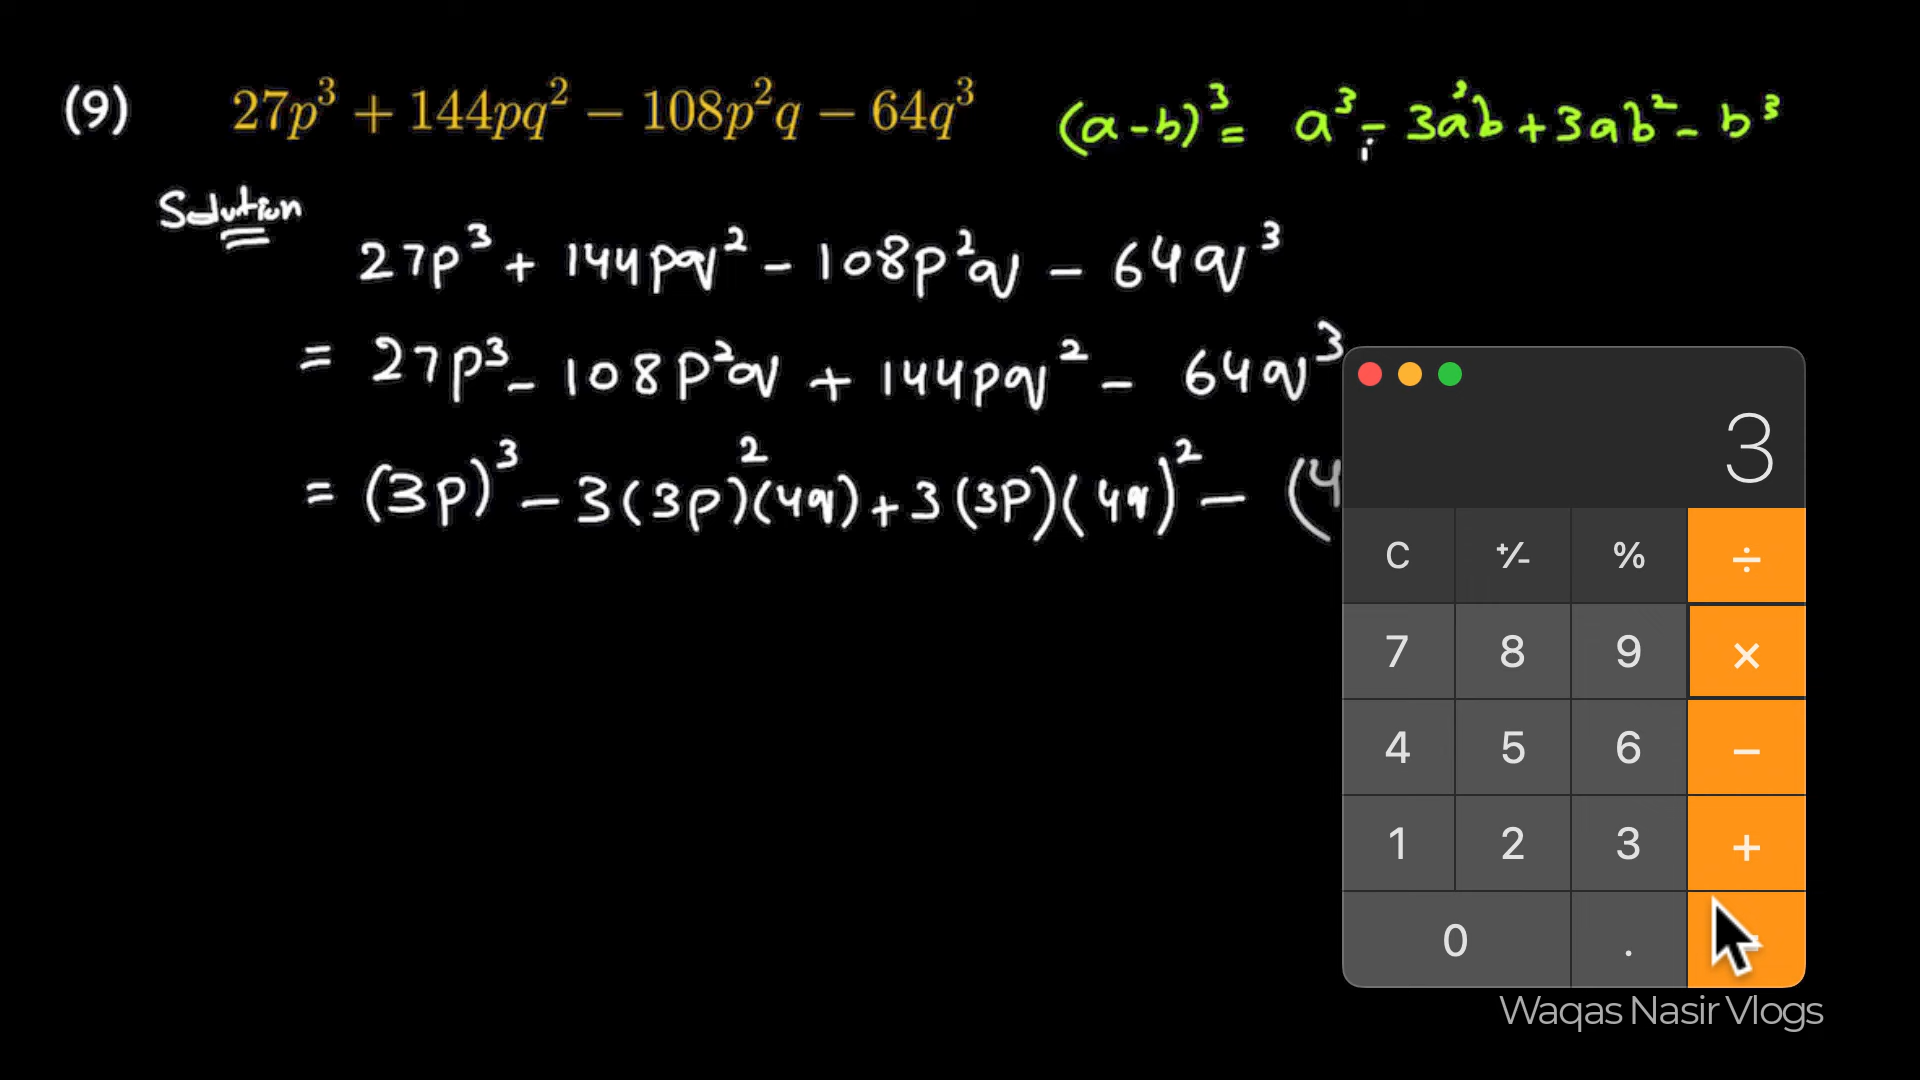 (9) 27p³ + 144pq² − 108p²q − 64q³ (a-b)³ = a³ - 3a²b + 3ab² - b³
Solution
27p³ + 144pq² - 108p²q - 64q³
= 27p³ - 108p²q + 144pq² - 64q³
= (3p)³ - 3(3p)²(4q) + 3(3p)(4q)² - (4
3
C ⁺∕₋ % ÷
7 8 9 ×
4 5 6 −
1 2 3 +
0 .
Waqas Nasir Vlogs